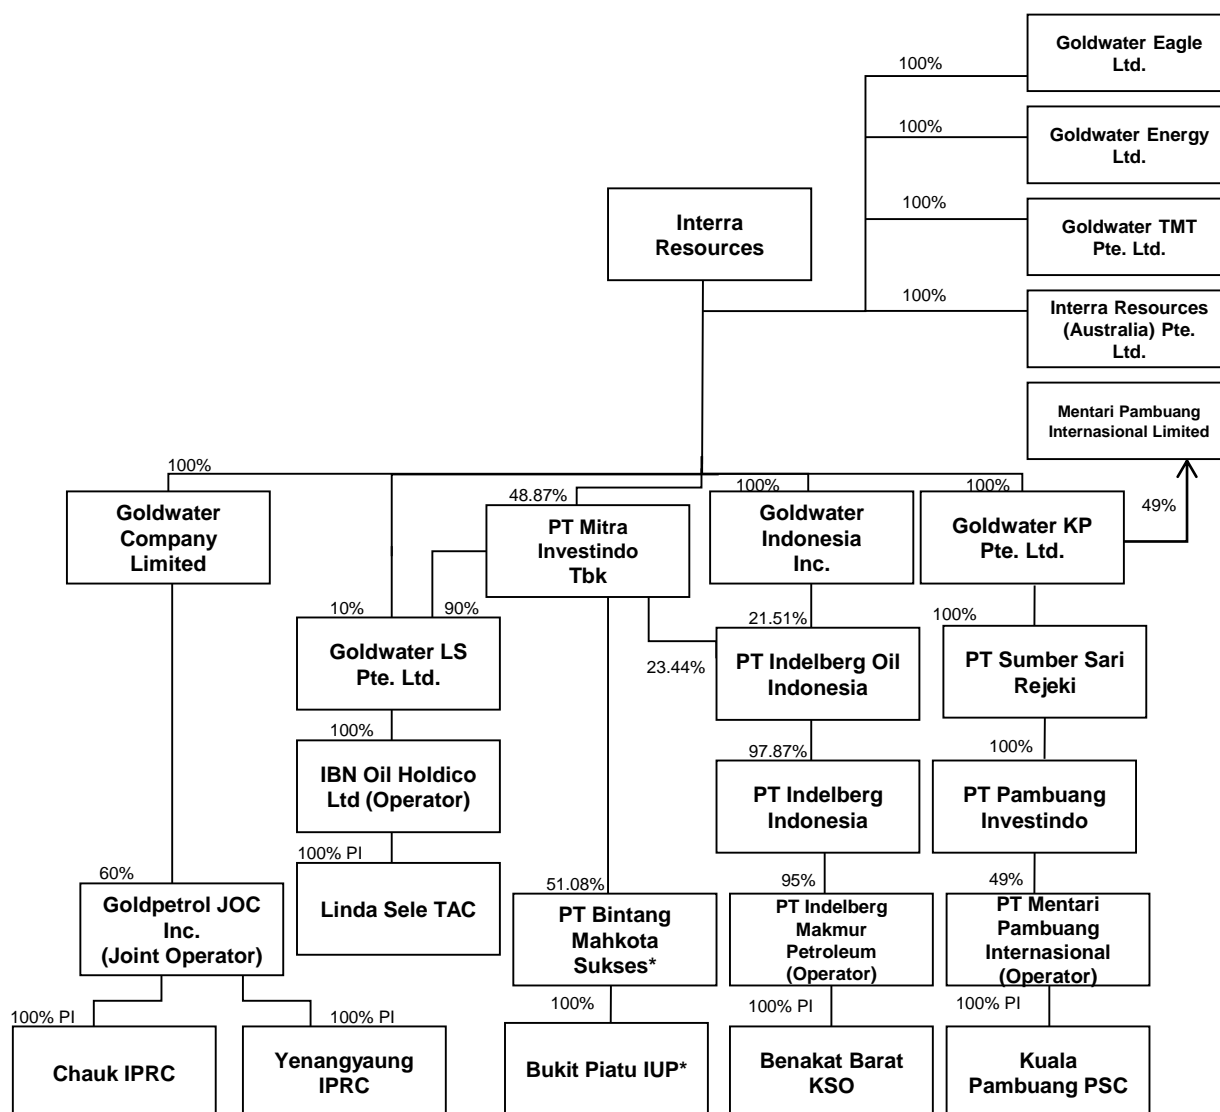 Goldwater Eagle
Ltd.
100%
Goldwater Energy
Ltd.
100%
Interra
Resources
Goldwater TMT
Pte. Ltd.
100%
Interra Resources
(Australia) Pte.
Ltd.
100%
Mentari Pambuang
Internasional Limited
49%
100%
Goldwater
Company
Limited
48.87%
PT Mitra
Investindo
Tbk
100%
Goldwater
Indonesia
Inc.
100%
Goldwater KP
Pte. Ltd.
10%
90%
Goldwater LS
Pte. Ltd.
23.44%
21.51%
PT Indelberg Oil
Indonesia
100%
PT Sumber Sari
Rejeki
100%
IBN Oil Holdico
Ltd (Operator)
97.87%
PT Indelberg
Indonesia
100%
PT Pambuang
Investindo
100% PI
Linda Sele TAC
60%
Goldpetrol JOC
Inc.
(Joint Operator)
51.08%
PT Bintang
Mahkota
Sukses*
95%
PT Indelberg
Makmur
Petroleum
(Operator)
49%
PT Mentari
Pambuang
Internasional
(Operator)
100% PI
Chauk IPRC
100% PI
Yenangyaung
IPRC
100%
Bukit Piatu IUP*
100% PI
Benakat Barat
KSO
100% PI
Kuala
Pambuang PSC